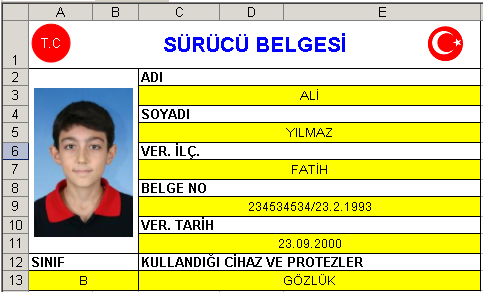 A B C D E
1 T.C SÜRÜCÜ BELGESİ
2 ADI
3 ALİ
4 SOYADI
5 YILMAZ
6 VER. İLÇ.
7 FATİH
8 BELGE NO
9 234534534/23.2.1993
10 VER. TARİH
11 23.09.2000
12 SINIF KULLANDIĞI CİHAZ VE PROTEZLER
13 B GÖZLÜK